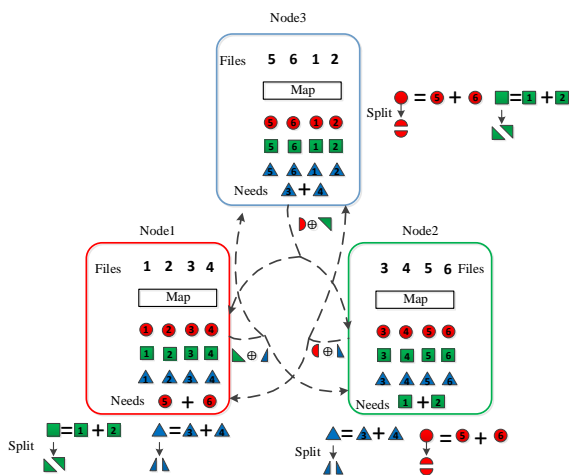 Node3
Files 5 6 1 2
Map
5 6 1 2
5 6 1 2
5 6 1 2
Needs 3 + 4
= 5 + 6
Split
= 1 + 2
⊕
Node1
Files 1 2 3 4
Map
1 2 3 4
1 2 3 4
1 2 3 4
Needs 5 + 6
⊕
⊕
Node2
3 4 5 6 Files
Map
3 4 5 6
3 4 5 6
3 4 5 6
Needs 1 + 2
= 1 + 2
Split
= 3 + 4
= 3 + 4
Split
= 5 + 6